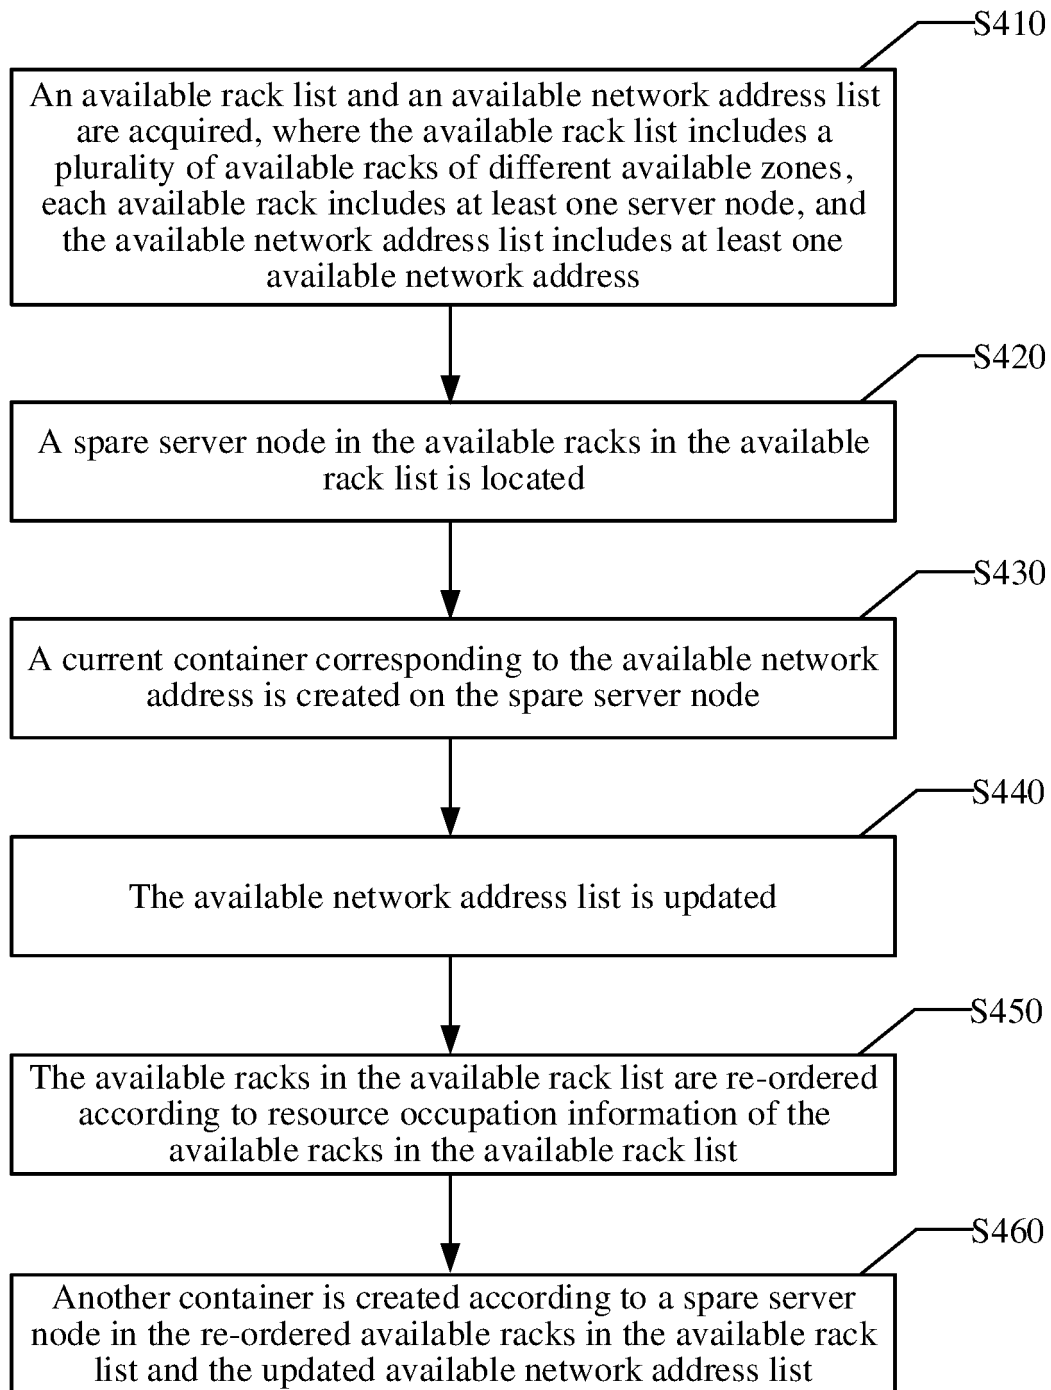 S410
An available rack list and an available network address list
are acquired, where the available rack list includes a
plurality of available racks of different available zones,
each available rack includes at least one server node, and
the available network address list includes at least one
available network address
S420
A spare server node in the available racks in the available
rack list is located
S430
A current container corresponding to the available network
address is created on the spare server node
S440
The available network address list is updated
S450
The available racks in the available rack list are re-ordered
according to resource occupation information of the
available racks in the available rack list
S460
Another container is created according to a spare server
node in the re-ordered available racks in the available rack
list and the updated available network address list